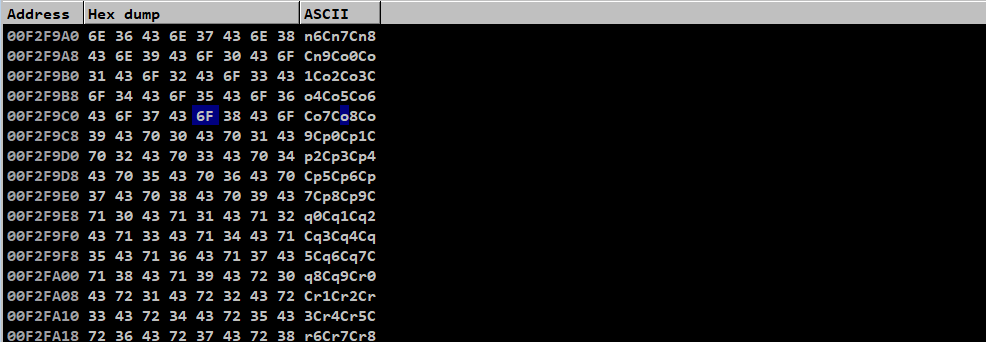 Address Hex dump ASCII
00F2F9A0 6E 36 43 6E 37 43 6E 38 n6Cn7Cn8
00F2F9A8 43 6E 39 43 6F 30 43 6F Cn9Co0Co
00F2F9B0 31 43 6F 32 43 6F 33 43 1Co2Co3C
00F2F9B8 6F 34 43 6F 35 43 6F 36 o4Co5Co6
00F2F9C0 43 6F 37 43 6F 38 43 6F Co7Co8Co
00F2F9C8 39 43 70 30 43 70 31 43 9Cp0Cp1C
00F2F9D0 70 32 43 70 33 43 70 34 p2Cp3Cp4
00F2F9D8 43 70 35 43 70 36 43 70 Cp5Cp6Cp
00F2F9E0 37 43 70 38 43 70 39 43 7Cp8Cp9C
00F2F9E8 71 30 43 71 31 43 71 32 q0Cq1Cq2
00F2F9F0 43 71 33 43 71 34 43 71 Cq3Cq4Cq
00F2F9F8 35 43 71 36 43 71 37 43 5Cq6Cq7C
00F2FA00 71 38 43 71 39 43 72 30 q8Cq9Cr0
00F2FA08 43 72 31 43 72 32 43 72 Cr1Cr2Cr
00F2FA10 33 43 72 34 43 72 35 43 3Cr4Cr5C
00F2FA18 72 36 43 72 37 43 72 38 r6Cr7Cr8